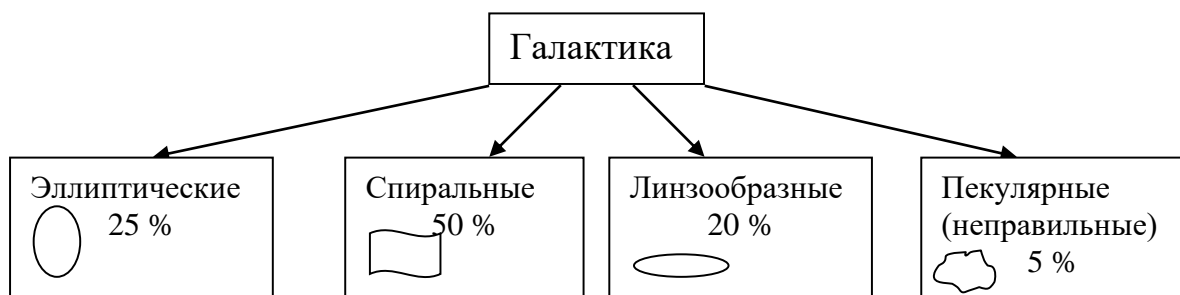 Галактика
Эллиптические
25 %
Спиральные
50 %
Линзообразные
20 %
Пекулярные
(неправильные)
5 %